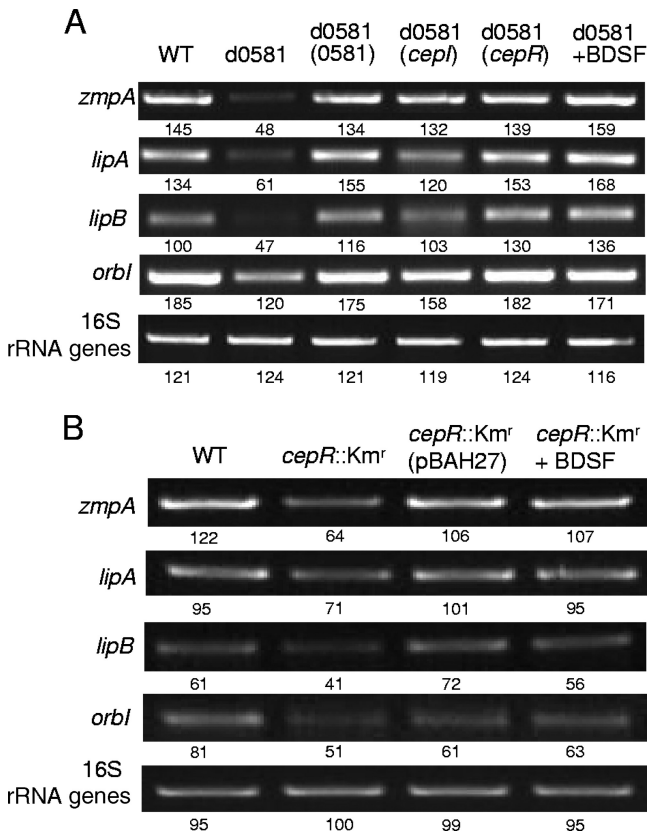 A
WT d0581 d0581 (0581) d0581 (cepI) d0581 (cepR) d0581 +BDSF
zmpA
145 48 134 132 139 159
lipA
134 61 155 120 153 168
lipB
100 47 116 103 130 136
orbI
185 120 175 158 182 171
16S
rRNA genes
121 124 121 119 124 116
B
WT cepR::Kmʳ cepR::Kmʳ (pBAH27) cepR::Kmʳ + BDSF
zmpA
122 64 106 107
lipA
95 71 101 95
lipB
61 41 72 56
orbI
81 51 61 63
16S
rRNA genes
95 100 99 95